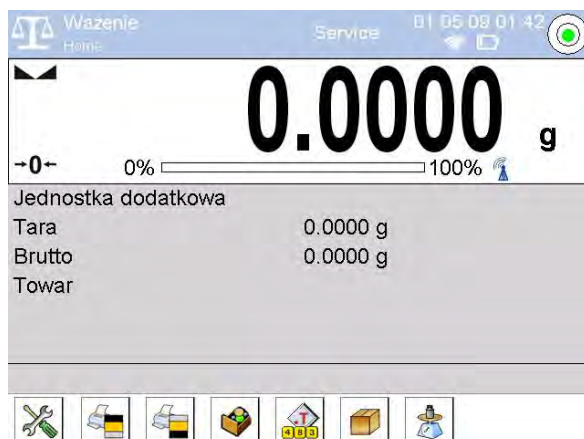 Ważenie
Home
Service
01 05 09 01 42
0.0000 g
→0← 0% 100%
Jednostka dodatkowa
Tara 0.0000 g
Brutto 0.0000 g
Towar
.T
483